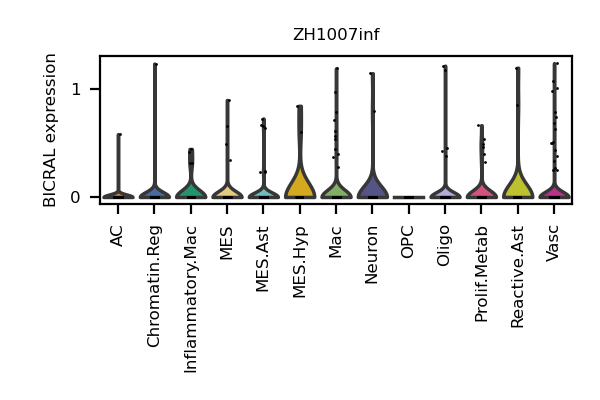 ZH1007inf
BICRAL expression
1
0
AC
Chromatin.Reg
Inflammatory.Mac
MES
MES.Ast
MES.Hyp
Mac
Neuron
OPC
Oligo
Prolif.Metab
Reactive.Ast
Vasc